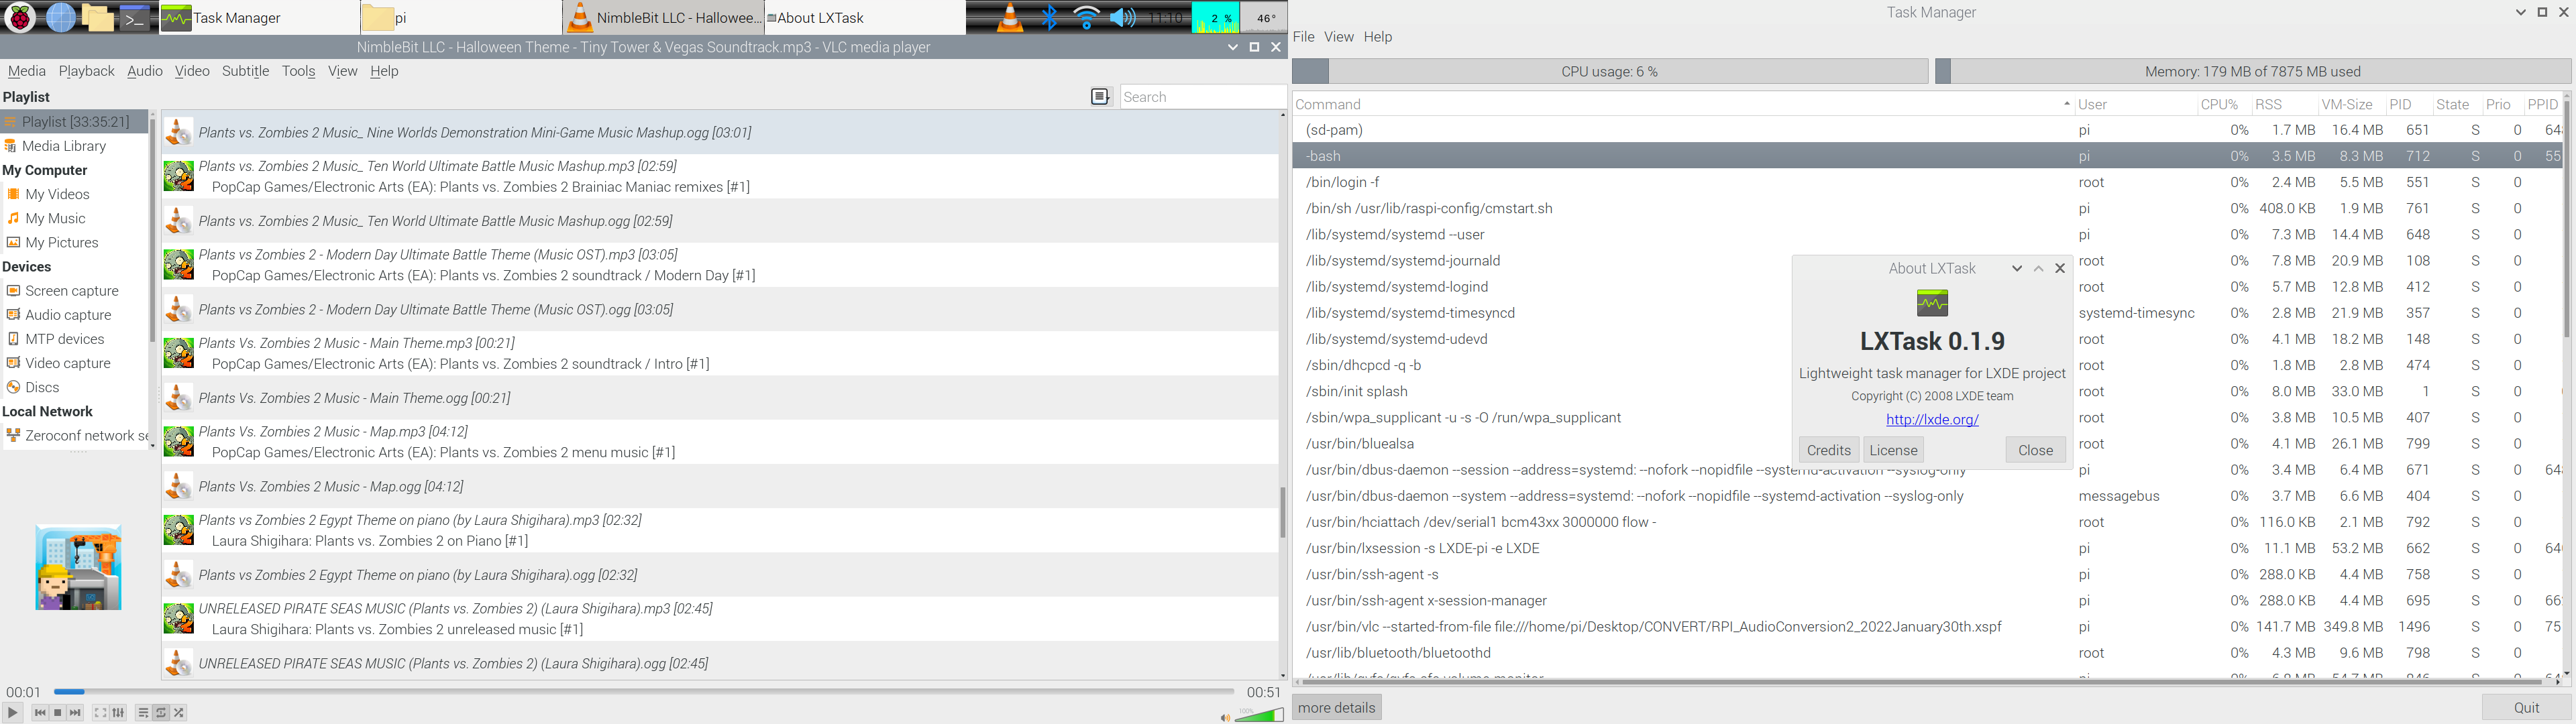 Task Manager
pi
NimbleBit LLC - Hallowee...
About LXTask
11:10
2 %
46°
NimbleBit LLC - Halloween Theme - Tiny Tower & Vegas Soundtrack.mp3 - VLC media player
Media Playback Audio Video Subtitle Tools View Help
Playlist
Search
Playlist [33:35:21]
Media Library
My Computer
My Videos
My Music
My Pictures
Devices
Screen capture
Audio capture
MTP devices
Video capture
Discs
Local Network
Zeroconf network se
Plants vs. Zombies 2 Music_ Nine Worlds Demonstration Mini-Game Music Mashup.ogg [03:01]
Plants vs. Zombies 2 Music_ Ten World Ultimate Battle Music Mashup.mp3 [02:59]
PopCap Games/Electronic Arts (EA): Plants vs. Zombies 2 Brainiac Maniac remixes [#1]
Plants vs. Zombies 2 Music_ Ten World Ultimate Battle Music Mashup.ogg [02:59]
Plants vs Zombies 2 - Modern Day Ultimate Battle Theme (Music OST).mp3 [03:05]
PopCap Games/Electronic Arts (EA): Plants vs. Zombies 2 soundtrack / Modern Day [#1]
Plants vs Zombies 2 - Modern Day Ultimate Battle Theme (Music OST).ogg [03:05]
Plants Vs. Zombies 2 Music - Main Theme.mp3 [00:21]
PopCap Games/Electronic Arts (EA): Plants vs. Zombies 2 soundtrack / Intro [#1]
Plants Vs. Zombies 2 Music - Main Theme.ogg [00:21]
Plants Vs. Zombies 2 Music - Map.mp3 [04:12]
PopCap Games/Electronic Arts (EA): Plants vs. Zombies 2 menu music [#1]
Plants Vs. Zombies 2 Music - Map.ogg [04:12]
Plants vs Zombies 2 Egypt Theme on piano (by Laura Shigihara).mp3 [02:32]
Laura Shigihara: Plants vs. Zombies 2 on Piano [#1]
Plants vs Zombies 2 Egypt Theme on piano (by Laura Shigihara).ogg [02:32]
UNRELEASED PIRATE SEAS MUSIC (Plants vs. Zombies 2) (Laura Shigihara).mp3 [02:45]
Laura Shigihara: Plants vs. Zombies 2 unreleased music [#1]
UNRELEASED PIRATE SEAS MUSIC (Plants vs. Zombies 2) (Laura Shigihara).ogg [02:45]
00:01
00:51
100%
Task Manager
File View Help
CPU usage: 6 %
Memory: 179 MB of 7875 MB used
Command User CPU% RSS VM-Size PID State Prio PPID
(sd-pam) pi 0% 1.7 MB 16.4 MB 651 S 0 64
-bash pi 0% 3.5 MB 8.3 MB 712 S 0 55
/bin/login -f root 0% 2.4 MB 5.5 MB 551 S 0
/bin/sh /usr/lib/raspi-config/cmstart.sh pi 0% 408.0 KB 1.9 MB 761 S 0
/lib/systemd/systemd --user pi 0% 7.3 MB 14.4 MB 648 S 0
/lib/systemd/systemd-journald root 0% 7.8 MB 20.9 MB 108 S 0
/lib/systemd/systemd-logind root 0% 5.7 MB 12.8 MB 412 S 0
/lib/systemd/systemd-timesyncd systemd-timesync 0% 2.8 MB 21.9 MB 357 S 0
/lib/systemd/systemd-udevd root 0% 4.1 MB 18.2 MB 148 S 0
/sbin/dhcpcd -q -b root 0% 1.8 MB 2.8 MB 474 S 0
/sbin/init splash root 0% 8.0 MB 33.0 MB 1 S 0
/sbin/wpa_supplicant -u -s -O /run/wpa_supplicant root 0% 3.8 MB 10.5 MB 407 S 0
/usr/bin/bluealsa root 0% 4.1 MB 26.1 MB 799 S 0
/usr/bin/dbus-daemon --session --address=systemd: --nofork --nopidfile --systemd-activation --syslog-only pi 0% 3.4 MB 6.4 MB 671 S 0 64
/usr/bin/dbus-daemon --system --address=systemd: --nofork --nopidfile --systemd-activation --syslog-only messagebus 0% 3.7 MB 6.6 MB 404 S 0
/usr/bin/hciattach /dev/serial1 bcm43xx 3000000 flow - root 0% 116.0 KB 2.1 MB 792 S 0
/usr/bin/lxsession -s LXDE-pi -e LXDE pi 0% 11.1 MB 53.2 MB 662 S 0 64
/usr/bin/ssh-agent -s pi 0% 288.0 KB 4.4 MB 758 S 0
/usr/bin/ssh-agent x-session-manager pi 0% 288.0 KB 4.4 MB 695 S 0 66
/usr/bin/vlc --started-from-file file:///home/pi/Desktop/CONVERT/RPI_AudioConversion2_2022January30th.xspf pi 0% 141.7 MB 349.8 MB 1496 S 0 75
/usr/lib/bluetooth/bluetoothd root 0% 4.3 MB 9.6 MB 798 S 0
About LXTask
LXTask 0.1.9
Lightweight task manager for LXDE project
Copyright (C) 2008 LXDE team
http://lxde.org/
Credits License Close
more details
Quit